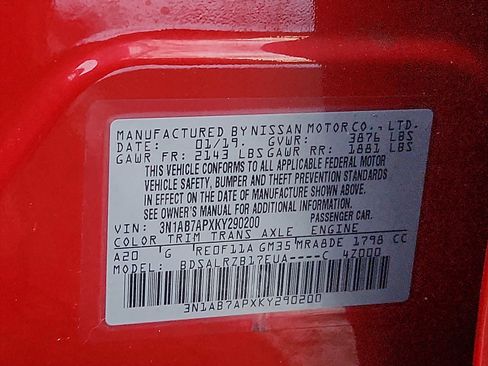 MANUFACTURED BY NISSAN MOTOR CO., LTD.
DATE: 01/19. GVWR: 3876 LBS
GAWR FR: 2143 LBS GAWR RR: 1881 LBS
THIS VEHICLE CONFORMS TO ALL APPLICABLE FEDERAL MOTOR
VEHICLE SAFETY, BUMPER AND THEFT PREVENTION STANDARDS
IN EFFECT ON THE DATE OF MANUFACTURE SHOWN ABOVE.
SEE OWNER'S MANUAL FOR ADDITIONAL INFORMATION
VIN: 3N1AB7APXKY290200 PASSENGER CAR.
COLOR TRIM TRANS AXLE ENGINE
A20 G RE0F11A GM35 MRA8DE 1798 CC
MODEL: BDSALRZB17EUA----C 4Z000
3N1AB7APXKY290200